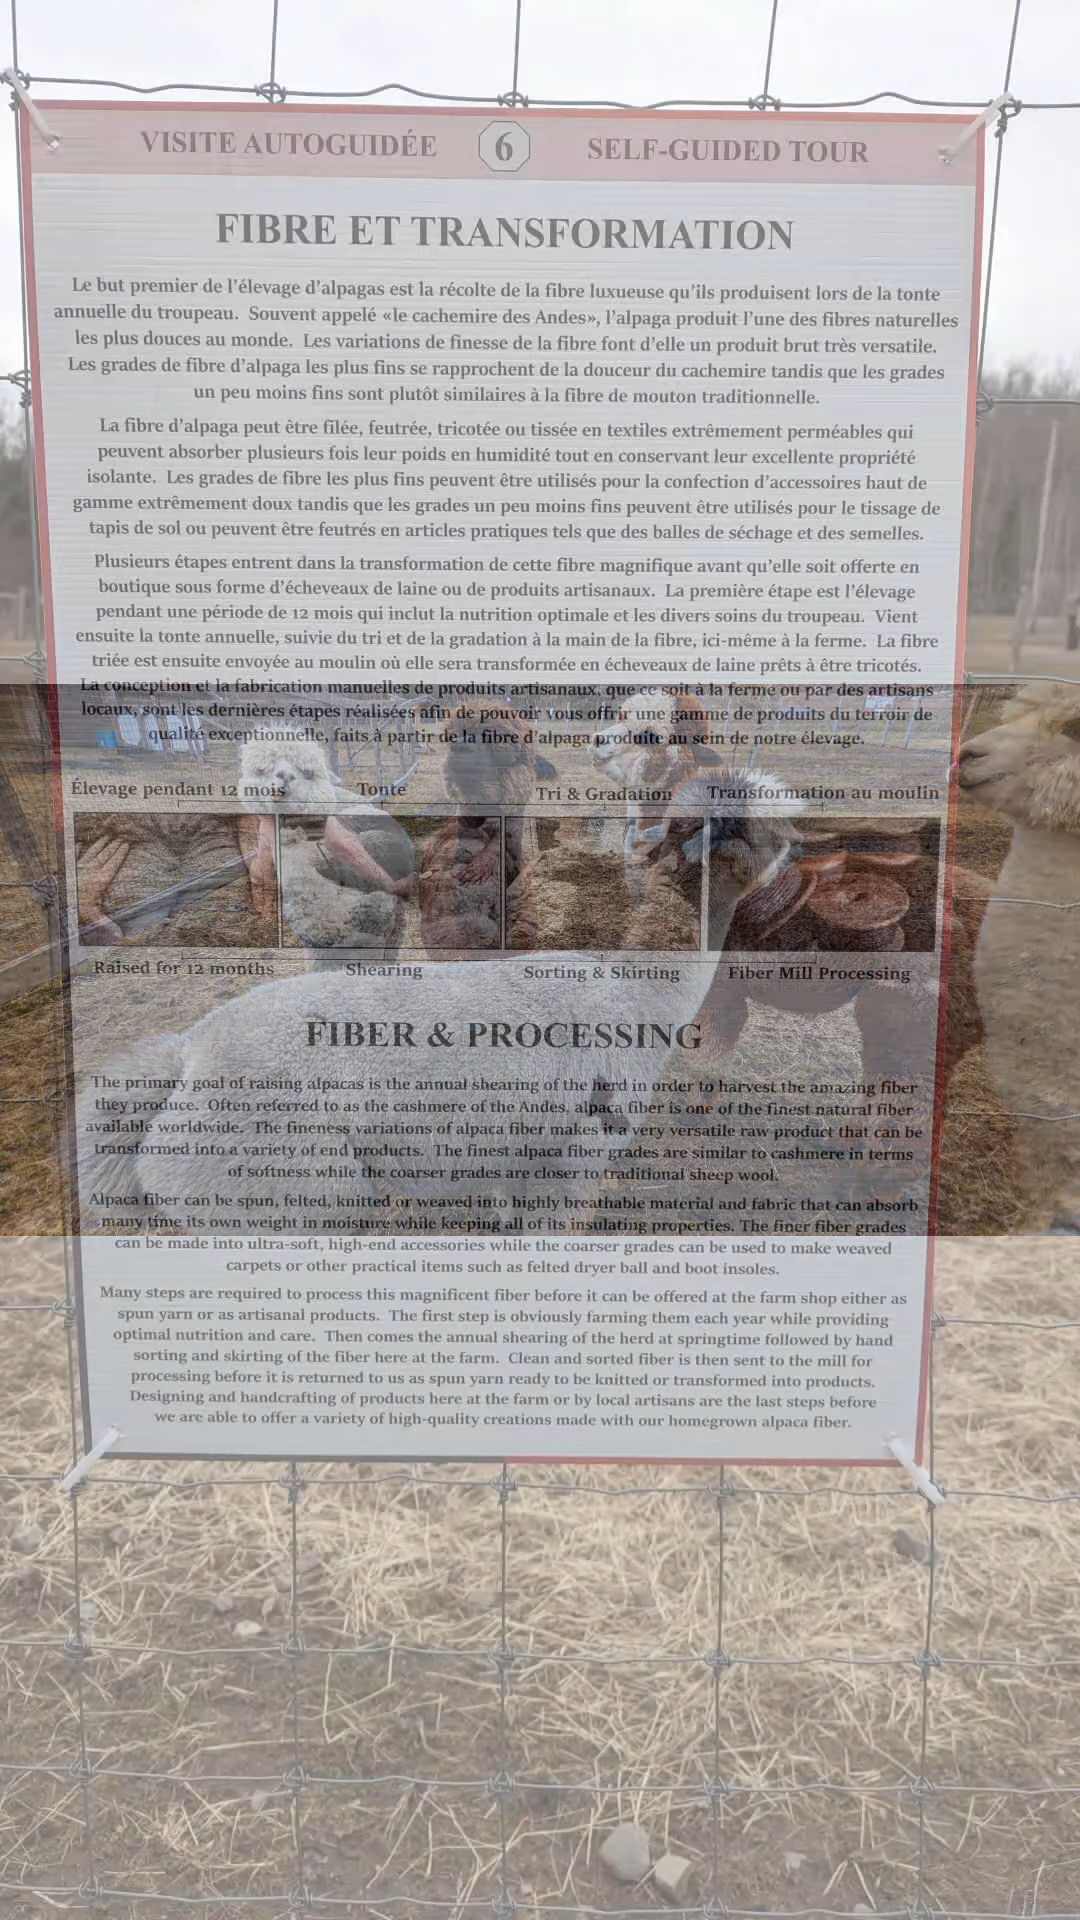 VISITE AUTOGUIDÉE 6 SELF-GUIDED TOUR
FIBRE ET TRANSFORMATION
Le but premier de l'élevage d'alpagas est la récolte de la fibre luxueuse qu'ils produisent lors de la tonte
annuelle du troupeau. Souvent appelé «le cachemire des Andes», l'alpaga produit l'une des fibres naturelles
les plus douces au monde. Les variations de finesse de la fibre font d'elle un produit brut très versatile.
Les grades de fibre d'alpaga les plus fins se rapprochent de la douceur du cachemire tandis que les grades
un peu moins fins sont plutôt similaires à la fibre de mouton traditionnelle.
La fibre d'alpaga peut être filée, feutrée, tricotée ou tissée en textiles extrêmement perméables qui
peuvent absorber plusieurs fois leur poids en humidité tout en conservant leur excellente propriété
isolante. Les grades de fibre les plus fins peuvent être utilisés pour la confection d'accessoires haut de
gamme extrêmement doux tandis que les grades un peu moins fins peuvent être utilisés pour le tissage de
tapis de sol ou peuvent être feutrés en articles pratiques tels que des balles de séchage et des semelles.
Plusieurs étapes entrent dans la transformation de cette fibre magnifique avant qu'elle soit offerte en
boutique sous forme d'écheveaux de laine ou de produits artisanaux. La première étape est l'élevage
pendant une période de 12 mois qui inclut la nutrition optimale et les divers soins du troupeau. Vient
ensuite la tonte annuelle, suivie du tri et de la gradation à la main de la fibre, ici-même à la ferme. La fibre
triée est ensuite envoyée au moulin où elle sera transformée en écheveaux de laine prêts à être tricotés.
La conception et la fabrication manuelles de produits artisanaux, que ce soit à la ferme ou par des artisans
locaux, sont les dernières étapes réalisées afin de pouvoir vous offrir une gamme de produits du terroir de
qualité exceptionnelle, faits à partir de la fibre d'alpaga produite au sein de notre élevage.
Élevage pendant 12 mois Tonte Tri & Gradation Transformation au moulin
Raised for 12 months Shearing Sorting & Skirting Fiber Mill Processing
FIBER & PROCESSING
The primary goal of raising alpacas is the annual shearing of the herd in order to harvest the amazing fiber
they produce. Often referred to as the cashmere of the Andes, alpaca fiber is one of the finest natural fiber
available worldwide. The fineness variations of alpaca fiber makes it a very versatile raw product that can be
transformed into a variety of end products. The finest alpaca fiber grades are similar to cashmere in terms
of softness while the coarser grades are closer to traditional sheep wool.
Alpaca fiber can be spun, felted, knitted or weaved into highly breathable material and fabric that can absorb
many time its own weight in moisture while keeping all of its insulating properties. The finer fiber grades
can be made into ultra-soft, high-end accessories while the coarser grades can be used to make weaved
carpets or other practical items such as felted dryer ball and boot insoles.
Many steps are required to process this magnificent fiber before it can be offered at the farm shop either as
spun yarn or as artisanal products. The first step is obviously farming them each year while providing
optimal nutrition and care. Then comes the annual shearing of the herd at springtime followed by hand
sorting and skirting of the fiber here at the farm. Clean and sorted fiber is then sent to the mill for
processing before it is returned to us as spun yarn ready to be knitted or transformed into products.
Designing and handcrafting of products here at the farm or by local artisans are the last steps before
we are able to offer a variety of high-quality creations made with our homegrown alpaca fiber.